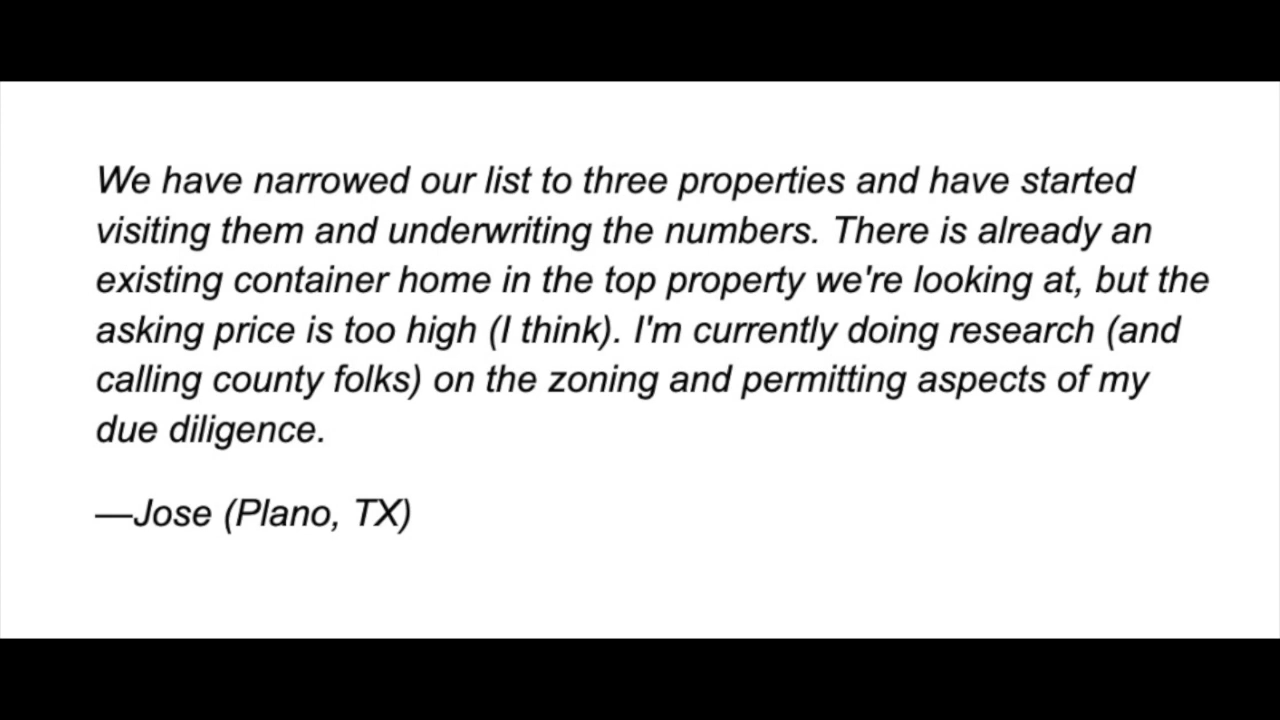 We have narrowed our list to three properties and have started
visiting them and underwriting the numbers. There is already an
existing container home in the top property we're looking at, but the
asking price is too high (I think). I'm currently doing research (and
calling county folks) on the zoning and permitting aspects of my
due diligence.
—Jose (Plano, TX)